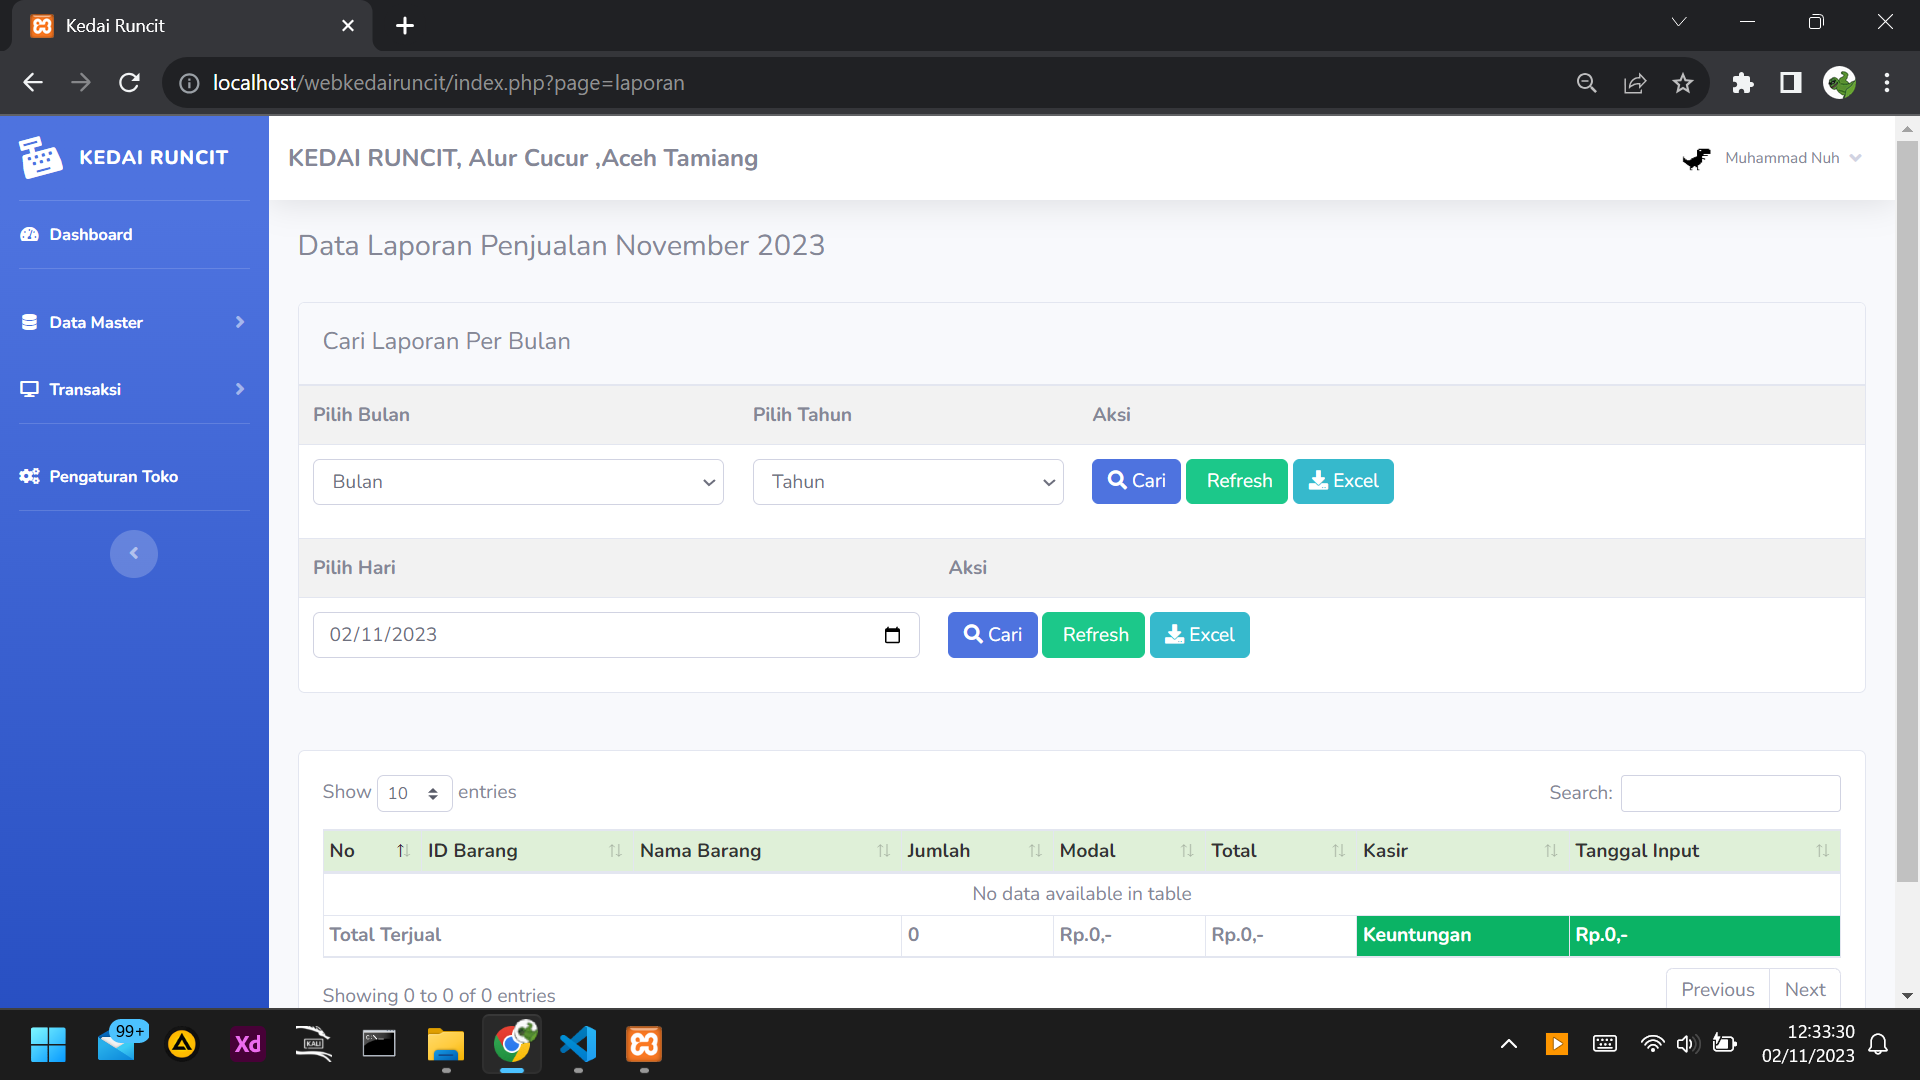 Kedai Runcit
localhost/webkedairuncit/index.php?page=laporan
KEDAI RUNCIT
KEDAI RUNCIT, Alur Cucur ,Aceh Tamiang
Muhammad Nuh
Dashboard
Data Master
Transaksi
Pengaturan Toko
Data Laporan Penjualan November 2023
Cari Laporan Per Bulan
Pilih Bulan Pilih Tahun Aksi
Bulan Tahun Cari Refresh Excel
Pilih Hari Aksi
02/11/2023 Cari Refresh Excel
Show 10 entries Search:
No ID Barang Nama Barang Jumlah Modal Total Kasir Tanggal Input
No data available in table
Total Terjual 0 Rp.0,- Rp.0,- Keuntungan Rp.0,-
Showing 0 to 0 of 0 entries
Previous Next
99+
Xd
KALI
12:33:30
02/11/2023